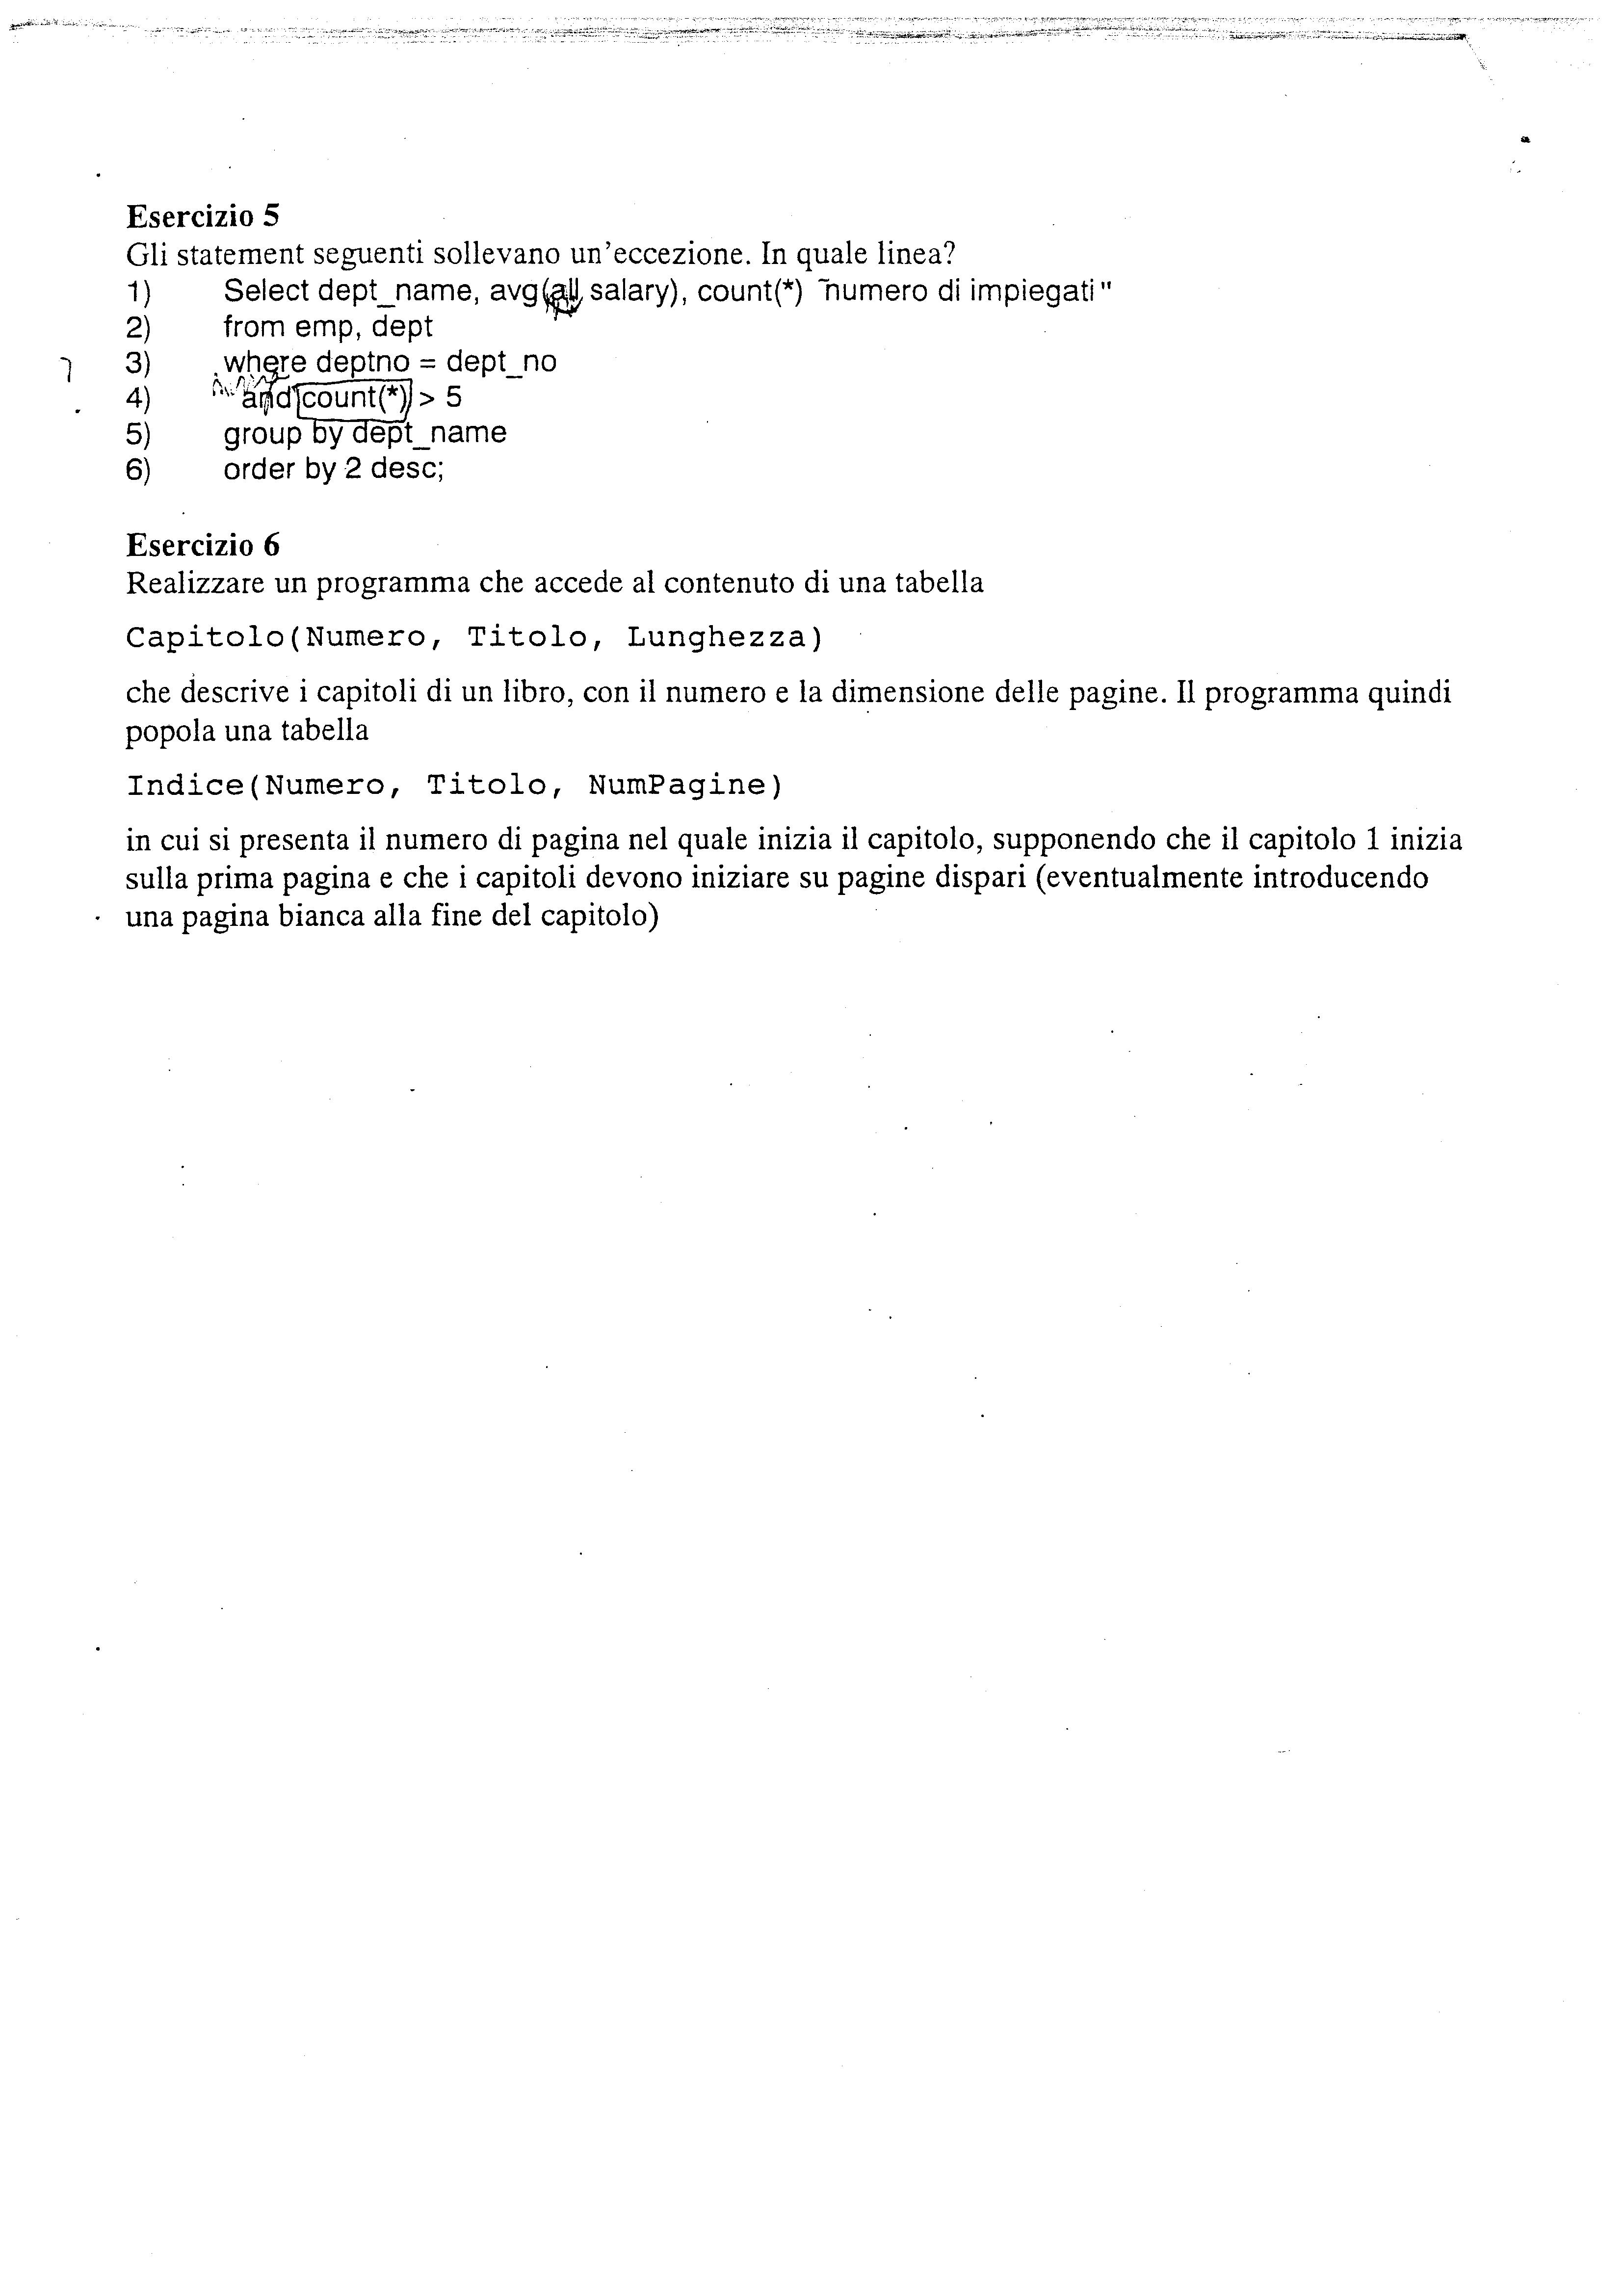 Esercizio 5
Gli statement seguenti sollevano un'eccezione. In quale linea?
1) Select dept_name, avg(all salary), count(*) "numero di impiegati"
2) from emp, dept
3) where deptno = dept_no
4) and count(*) > 5
5) group by dept_name
6) order by 2 desc;
Esercizio 6
Realizzare un programma che accede al contenuto di una tabella
Capitolo(Numero, Titolo, Lunghezza)
che descrive i capitoli di un libro, con il numero e la dimensione delle pagine. Il programma quindi
popola una tabella
Indice(Numero, Titolo, NumPagine)
in cui si presenta il numero di pagina nel quale inizia il capitolo, supponendo che il capitolo 1 inizia
sulla prima pagina e che i capitoli devono iniziare su pagine dispari (eventualmente introducendo
una pagina bianca alla fine del capitolo)